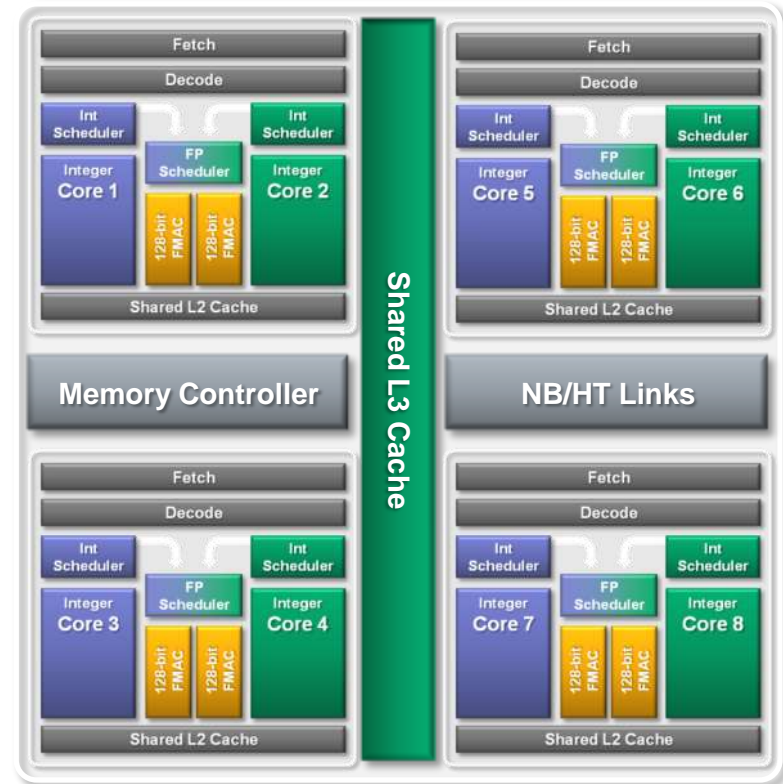 Fetch
Decode
Int
Scheduler
Int
Scheduler
FP
Scheduler
Integer
Core 1
128-bit
FMAC
128-bit
FMAC
Integer
Core 2
Shared L2 Cache
Memory Controller
Fetch
Decode
Int
Scheduler
Int
Scheduler
FP
Scheduler
Integer
Core 3
128-bit
FMAC
128-bit
FMAC
Integer
Core 4
Shared L2 Cache
Shared L3 Cache
Fetch
Decode
Int
Scheduler
Int
Scheduler
FP
Scheduler
Integer
Core 5
128-bit
FMAC
128-bit
FMAC
Integer
Core 6
Shared L2 Cache
NB/HT Links
Fetch
Decode
Int
Scheduler
Int
Scheduler
FP
Scheduler
Integer
Core 7
128-bit
FMAC
128-bit
FMAC
Integer
Core 8
Shared L2 Cache